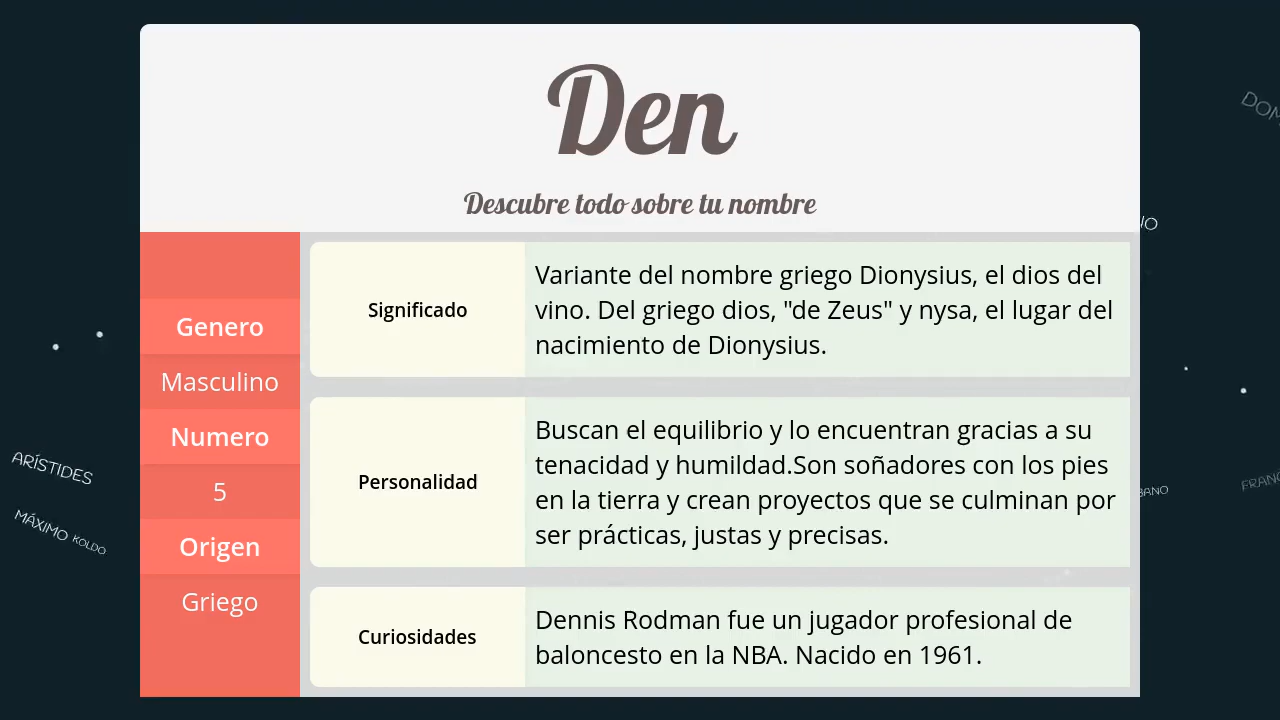 Den
Descubre todo sobre tu nombre
Genero
Masculino
Numero
5
Origen
Griego
Significado
Variante del nombre griego Dionysius, el dios del
vino. Del griego dios, "de Zeus" y nysa, el lugar del
nacimiento de Dionysius.
Personalidad
Buscan el equilibrio y lo encuentran gracias a su
tenacidad y humildad.Son soñadores con los pies
en la tierra y crean proyectos que se culminan por
ser prácticas, justas y precisas.
Curiosidades
Dennis Rodman fue un jugador profesional de
baloncesto en la NBA. Nacido en 1961.
ARÍSTIDES
MÁXIMO
KOLDO